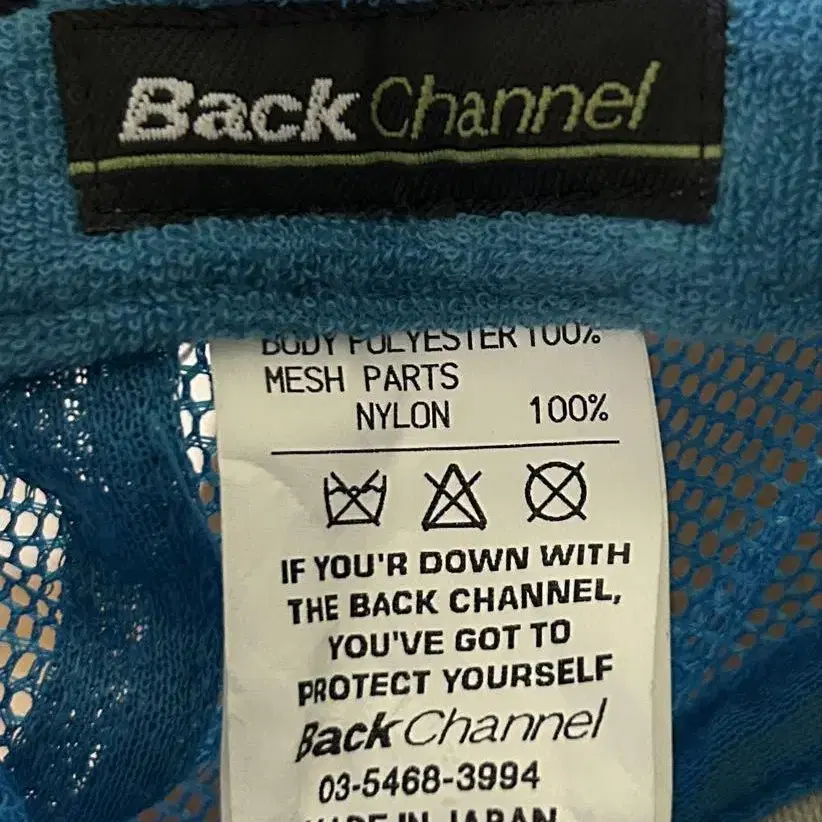 Back Channel
BODY POLYESTER 100%
MESH PARTS
NYLON 100%
IF YOU'R DOWN WITH
THE BACK CHANNEL,
YOU'VE GOT TO
PROTECT YOURSELF
Back Channel
03-5468-3994
MADE IN JAPAN